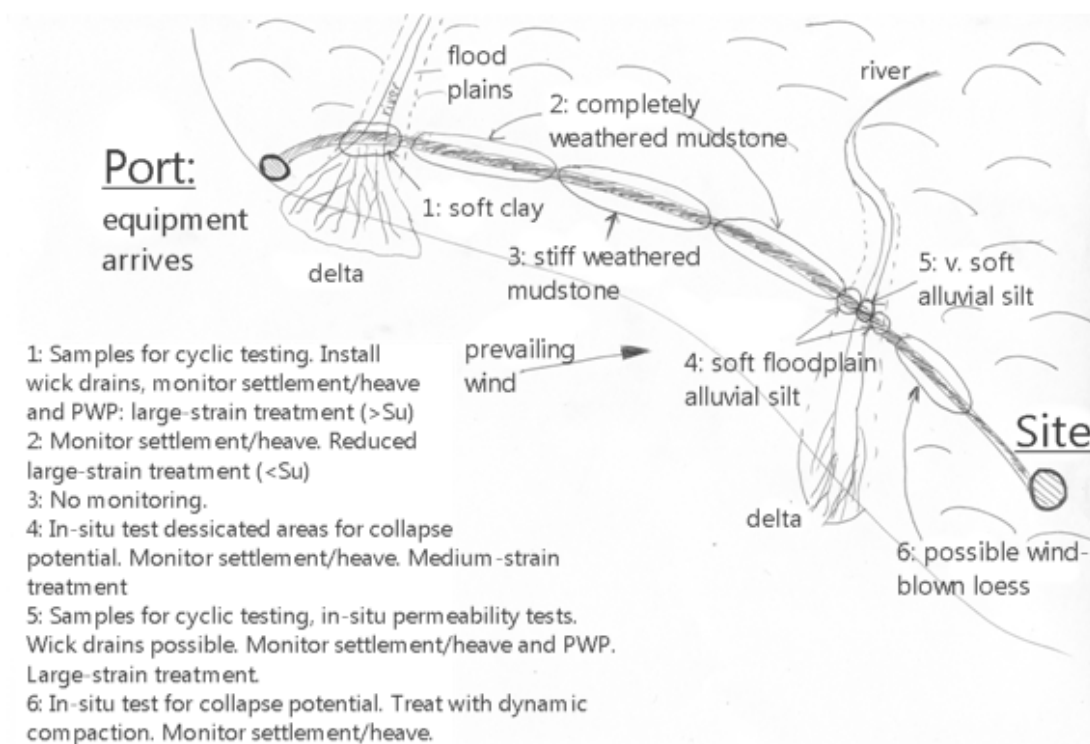 flood
plains
river
river
2: completely
weathered mudstone
Port:
equipment
arrives
1: soft clay
3: stiff weathered
mudstone
delta
5: v. soft
alluvial silt
prevailing
wind
4: soft floodplain
alluvial silt
Site
delta
6: possible wind-
blown loess
1: Samples for cyclic testing. Install
wick drains, monitor settlement/heave
and PWP: large-strain treatment (>Su)
2: Monitor settlement/heave. Reduced
large-strain treatment (<Su)
3: No monitoring.
4: In-situ test dessicated areas for collapse
potential. Monitor settlement/heave. Medium-strain
treatment
5: Samples for cyclic testing, in-situ permeability tests.
Wick drains possible. Monitor settlement/heave and PWP.
Large-strain treatment.
6: In-situ test for collapse potential. Treat with dynamic
compaction. Monitor settlement/heave.